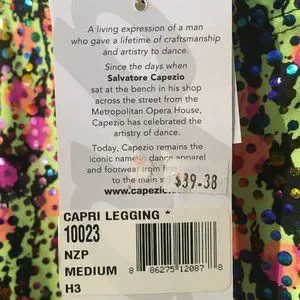 A living expression of a man
who gave a lifetime of craftsmanship
and artistry to dance.
Since the days when
Salvatore Capezio
sat at the bench in his shop
across the street from the
Metropolitan Opera House,
Capezio has celebrated the
artistry of dance.
Today, Capezio remains the
iconic name in dance apparel
and footwear from f
to the main st
www.capezio.
$39.38
CAPRI LEGGING *
10023
NZP
MEDIUM
H3
8 86275 12087 8